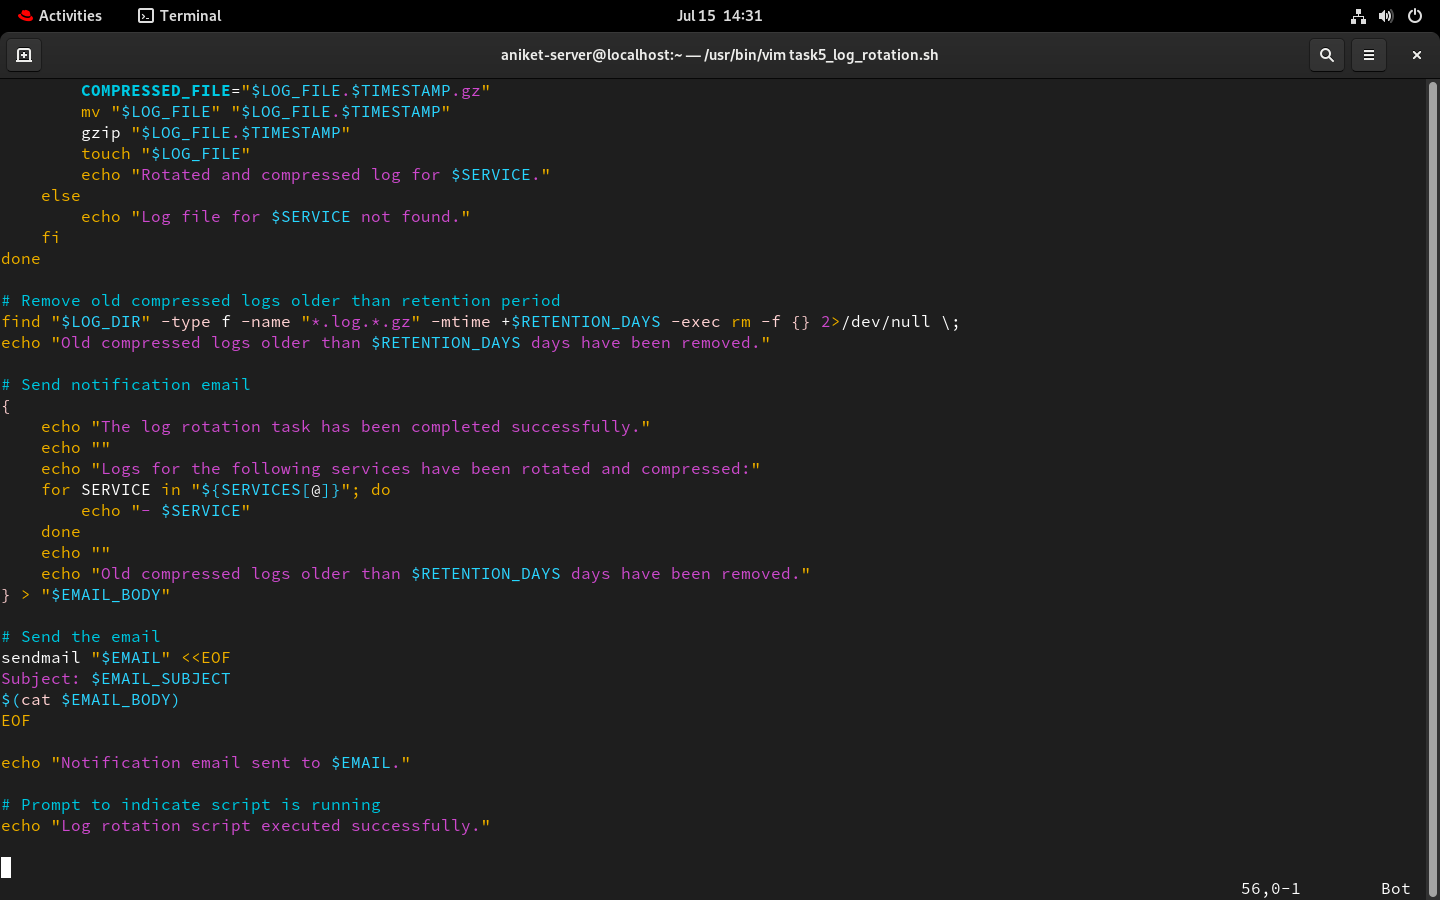 Activities
Terminal
Jul 15 14:31
aniket-server@localhost:~ — /usr/bin/vim task5_log_rotation.sh
        COMPRESSED_FILE="$LOG_FILE.$TIMESTAMP.gz"
        mv "$LOG_FILE" "$LOG_FILE.$TIMESTAMP"
        gzip "$LOG_FILE.$TIMESTAMP"
        touch "$LOG_FILE"
        echo "Rotated and compressed log for $SERVICE."
    else
        echo "Log file for $SERVICE not found."
    fi
done

# Remove old compressed logs older than retention period
find "$LOG_DIR" -type f -name "*.log.*.gz" -mtime +$RETENTION_DAYS -exec rm -f {} 2>/dev/null \;
echo "Old compressed logs older than $RETENTION_DAYS days have been removed."

# Send notification email
{
    echo "The log rotation task has been completed successfully."
    echo ""
    echo "Logs for the following services have been rotated and compressed:"
    for SERVICE in "${SERVICES[@]}"; do
        echo "- $SERVICE"
    done
    echo ""
    echo "Old compressed logs older than $RETENTION_DAYS days have been removed."
} > "$EMAIL_BODY"

# Send the email
sendmail "$EMAIL" <<EOF
Subject: $EMAIL_SUBJECT
$(cat $EMAIL_BODY)
EOF

echo "Notification email sent to $EMAIL."

# Prompt to indicate script is running
echo "Log rotation script executed successfully."

56,0-1        Bot